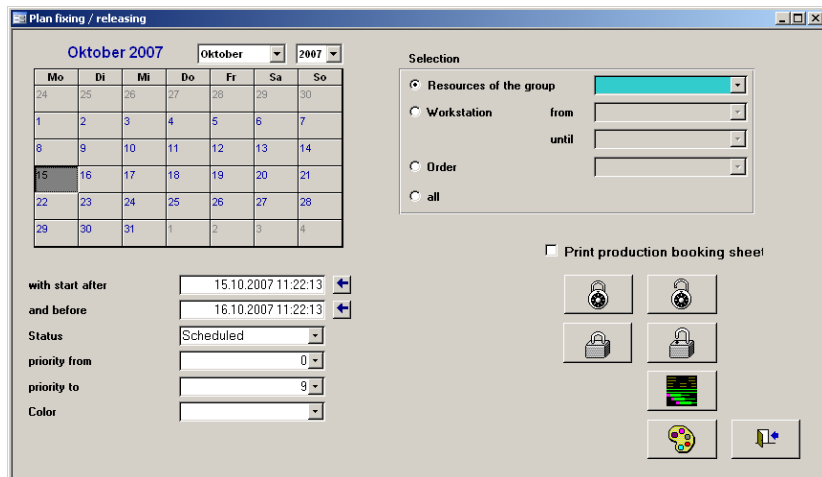 Plan fixing / releasing
Oktober 2007 Oktober 2007
Mo Di Mi Do Fr Sa So
24 25 26 27 28 29 30
1 2 3 4 5 6 7
8 9 10 11 12 13 14
15 16 17 18 19 20 21
22 23 24 25 26 27 28
29 30 31 1 2 3 4
Selection
Resources of the group
Workstation from
until
Order
all
Print production booking sheet
with start after 15.10.2007 11:22:13
and before 16.10.2007 11:22:13
Status Scheduled
priority from 0
priority to 9
Color